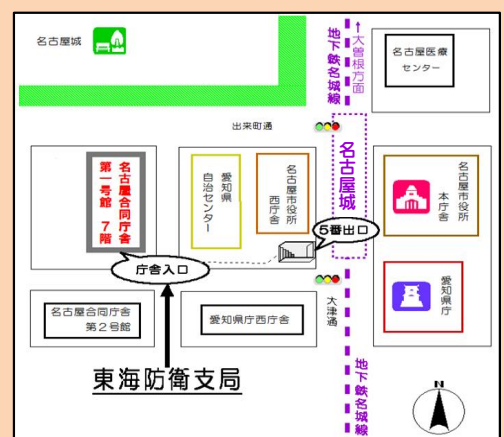 名古屋城
地下鉄名城線
↑大曽根方面
名古屋医療
センター
出来町通
名古屋合同庁舎
第一号館 7階
愛知県
自治センター
名古屋市役所
西庁舎
名古屋城
名古屋市役所
本庁舎
5番出口
庁舎入口
愛知県庁
名古屋合同庁舎
第2号館
愛知県庁西庁舎
大津通
東海防衛支局
地下鉄名城線
N